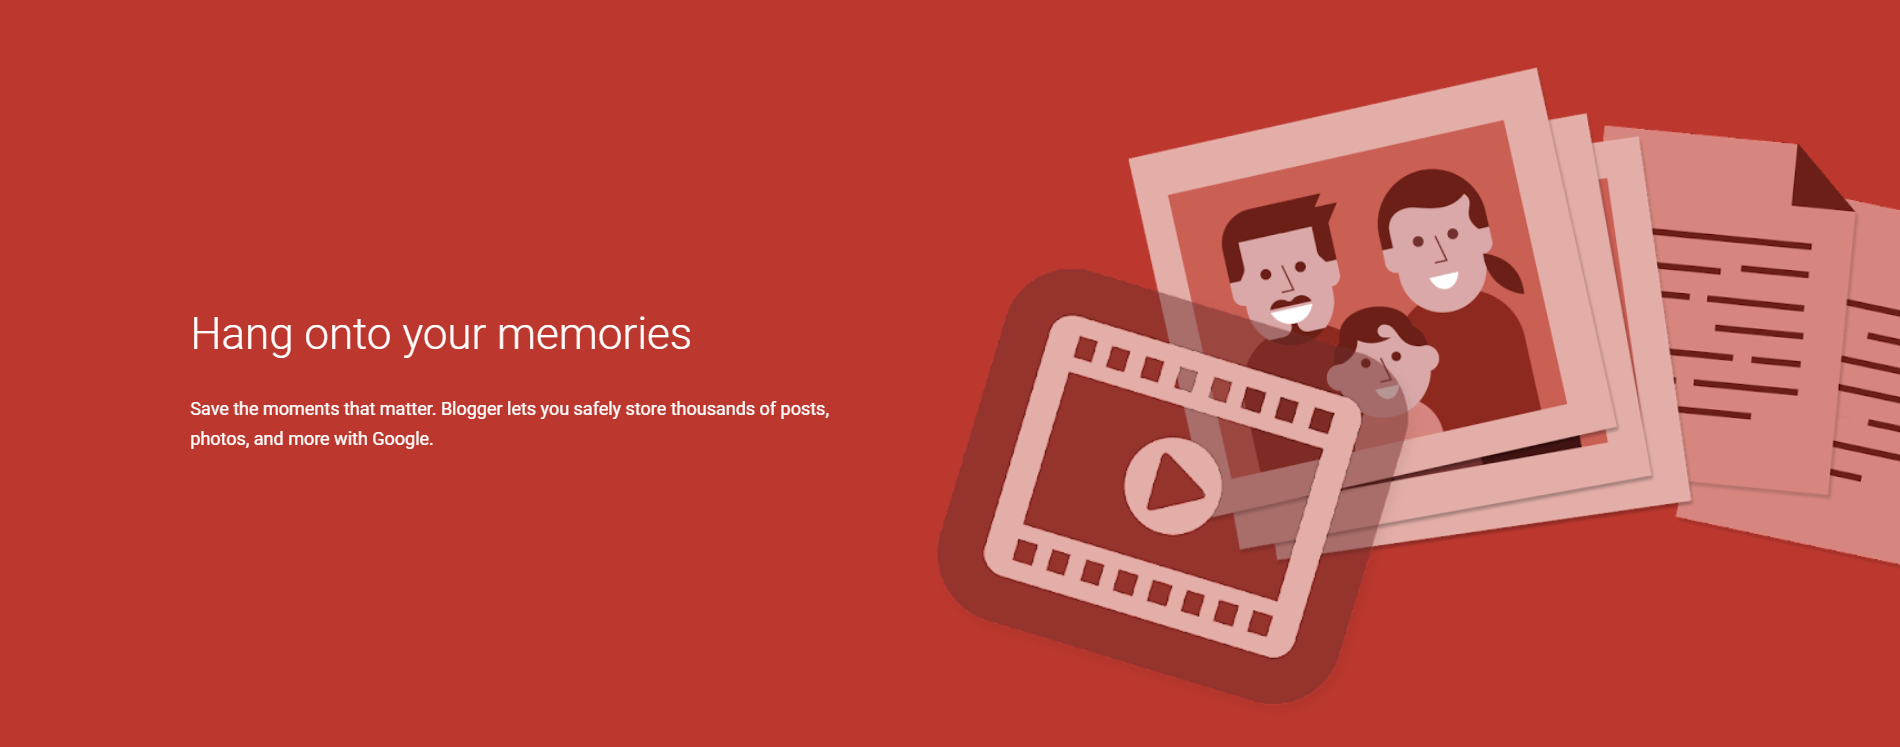 Hang onto your memories
Save the moments that matter. Blogger lets you safely store thousands of posts,
photos, and more with Google.